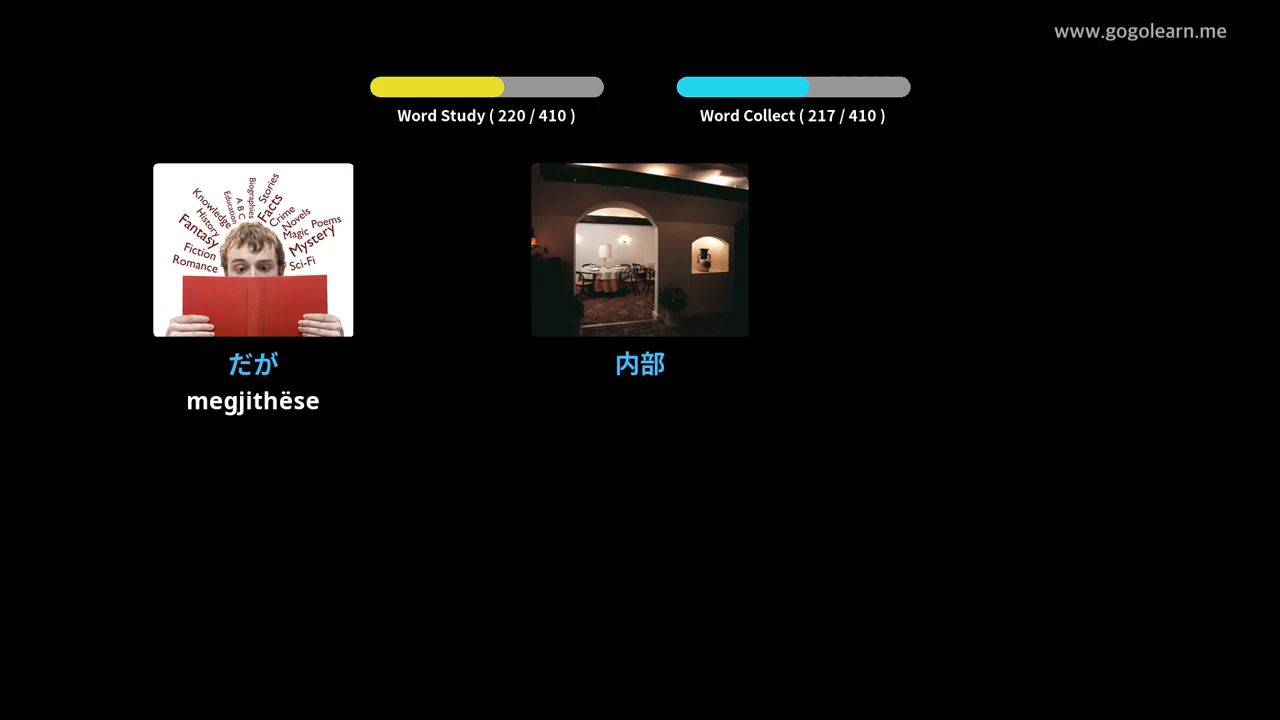 www.gogolearn.me
Word Study ( 220 / 410 )
Word Collect ( 217 / 410 )
Biographies
Stories
Knowledge
Education
A B C
Facts
History
Crime
Novels
Fantasy
Magic
Poems
Fiction
Mystery
Romance
Sci-Fi
だが
内部
megjithëse